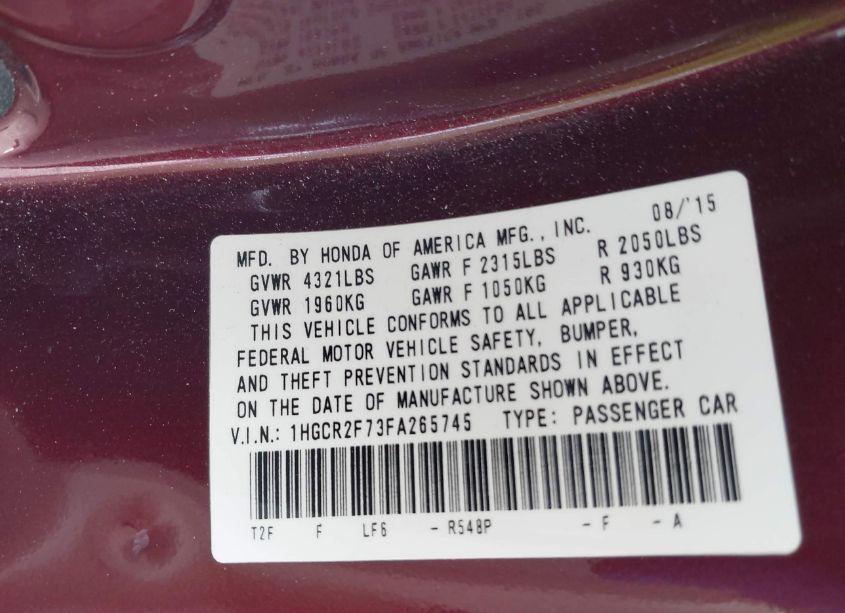 MFD. BY HONDA OF AMERICA MFG., INC. 08/'15
GVWR 4321LBS GAWR F 2315LBS R 2050LBS
GVWR 1960KG GAWR F 1050KG R 930KG
THIS VEHICLE CONFORMS TO ALL APPLICABLE
FEDERAL MOTOR VEHICLE SAFETY, BUMPER,
AND THEFT PREVENTION STANDARDS IN EFFECT
ON THE DATE OF MANUFACTURE SHOWN ABOVE.
V.I.N.: 1HGCR2F73FA265745 TYPE: PASSENGER CAR
T2F F LF6 - R548P - F - A